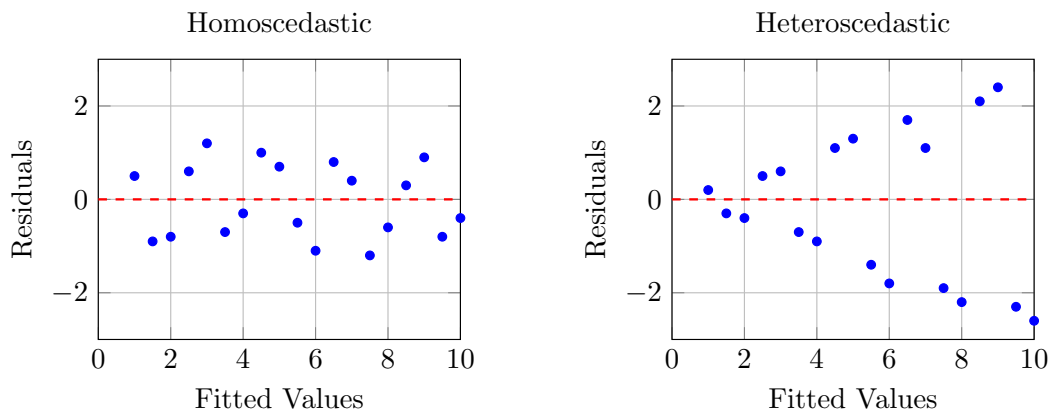 Homoscedastic
2
0
−2
0 2 4 6 8 10
Fitted Values
Residuals
Heteroscedastic
2
0
−2
0 2 4 6 8 10
Fitted Values
Residuals